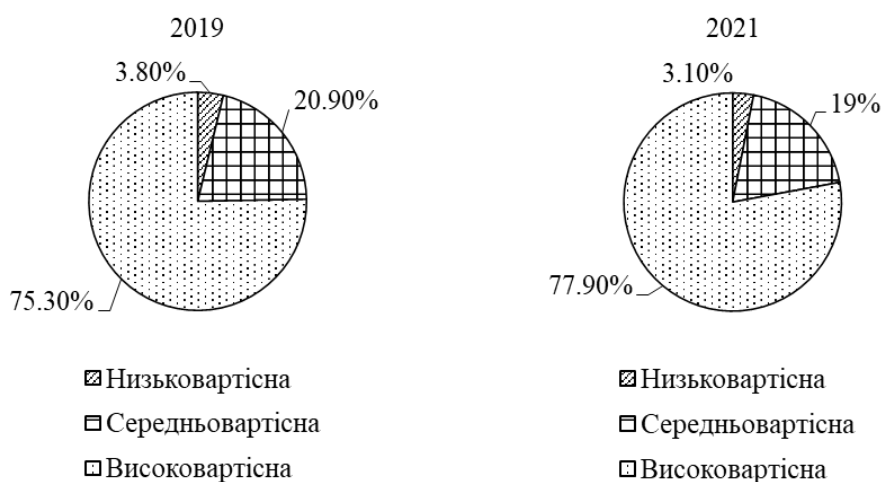 2019
3.80%
20.90%
75.30%
Низьковартісна
Середньовартісна
Високовартісна
2021
3.10%
19%
77.90%
Низьковартісна
Середньовартісна
Високовартісна